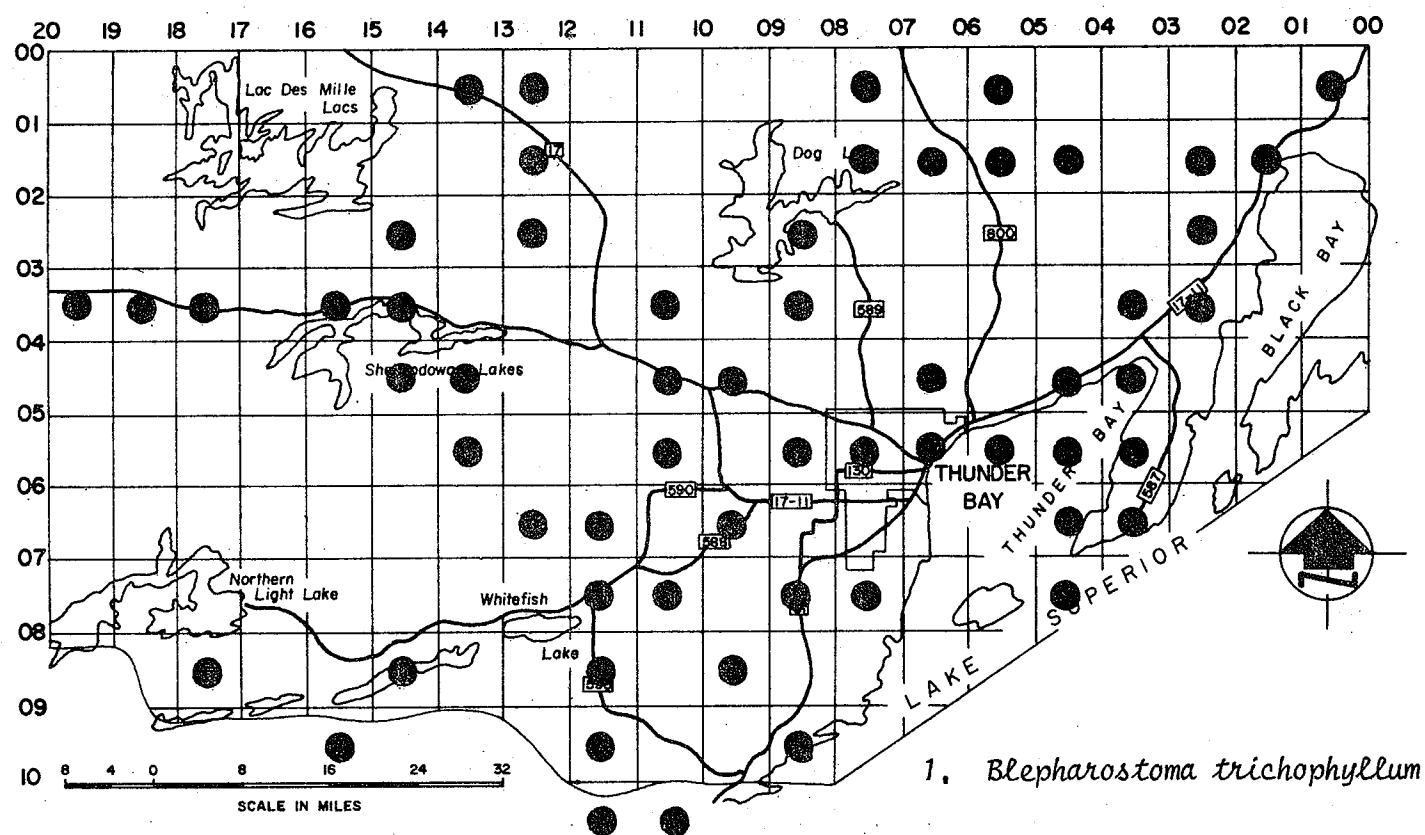 20 19 18 17 16 15 14 13 12 11 10 09 08 07 06 05 04 03 02 01 00
00
Lac Des Mille
Lacs
01
17
Dog
02
800
BLACK BAY
03
17-11
589
04
Lakes
05
THUNDER BAY
130
THUNDER
BAY
587
06
590
17-11
588
07
Northern
Light Lake
Whitefish
Lake
LAKE SUPERIOR
08
09
10
N
8 4 0 8 16 24 32
SCALE IN MILES
1. Blepharostoma trichophyllum